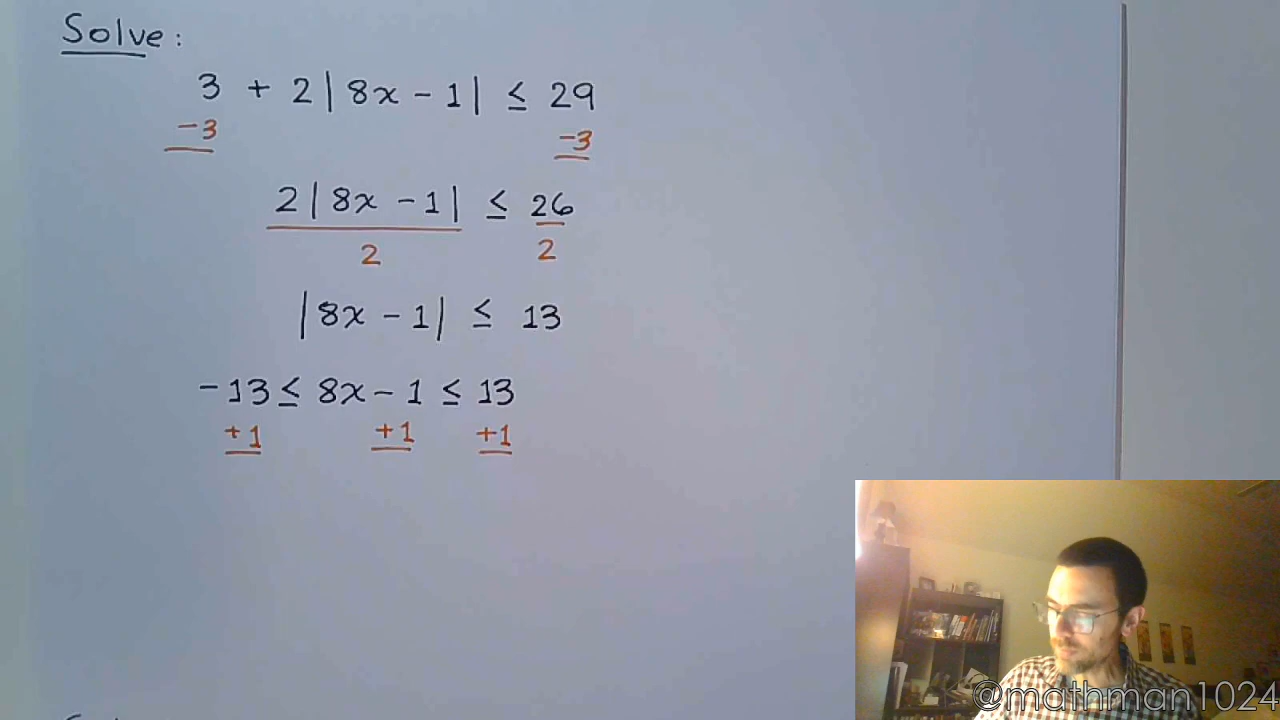 Solve:
3 + 2|8x - 1| ≤ 29
-3 -3
2|8x - 1| ≤ 26
2 2
|8x - 1| ≤ 13
-13 ≤ 8x - 1 ≤ 13
+1 +1 +1
@mathman1024